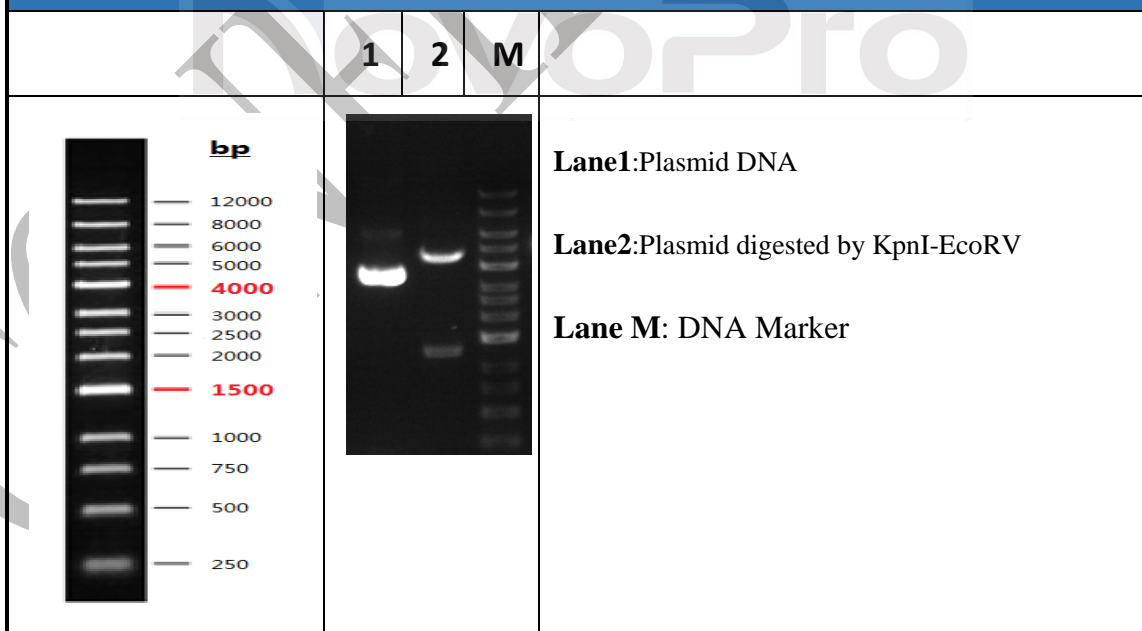 NovoPro
1 2 M
bp
12000
8000
6000
5000
4000
3000
2500
2000
1500
1000
750
500
250
Lane1:Plasmid DNA
Lane2:Plasmid digested by KpnI-EcoRV
Lane M: DNA Marker